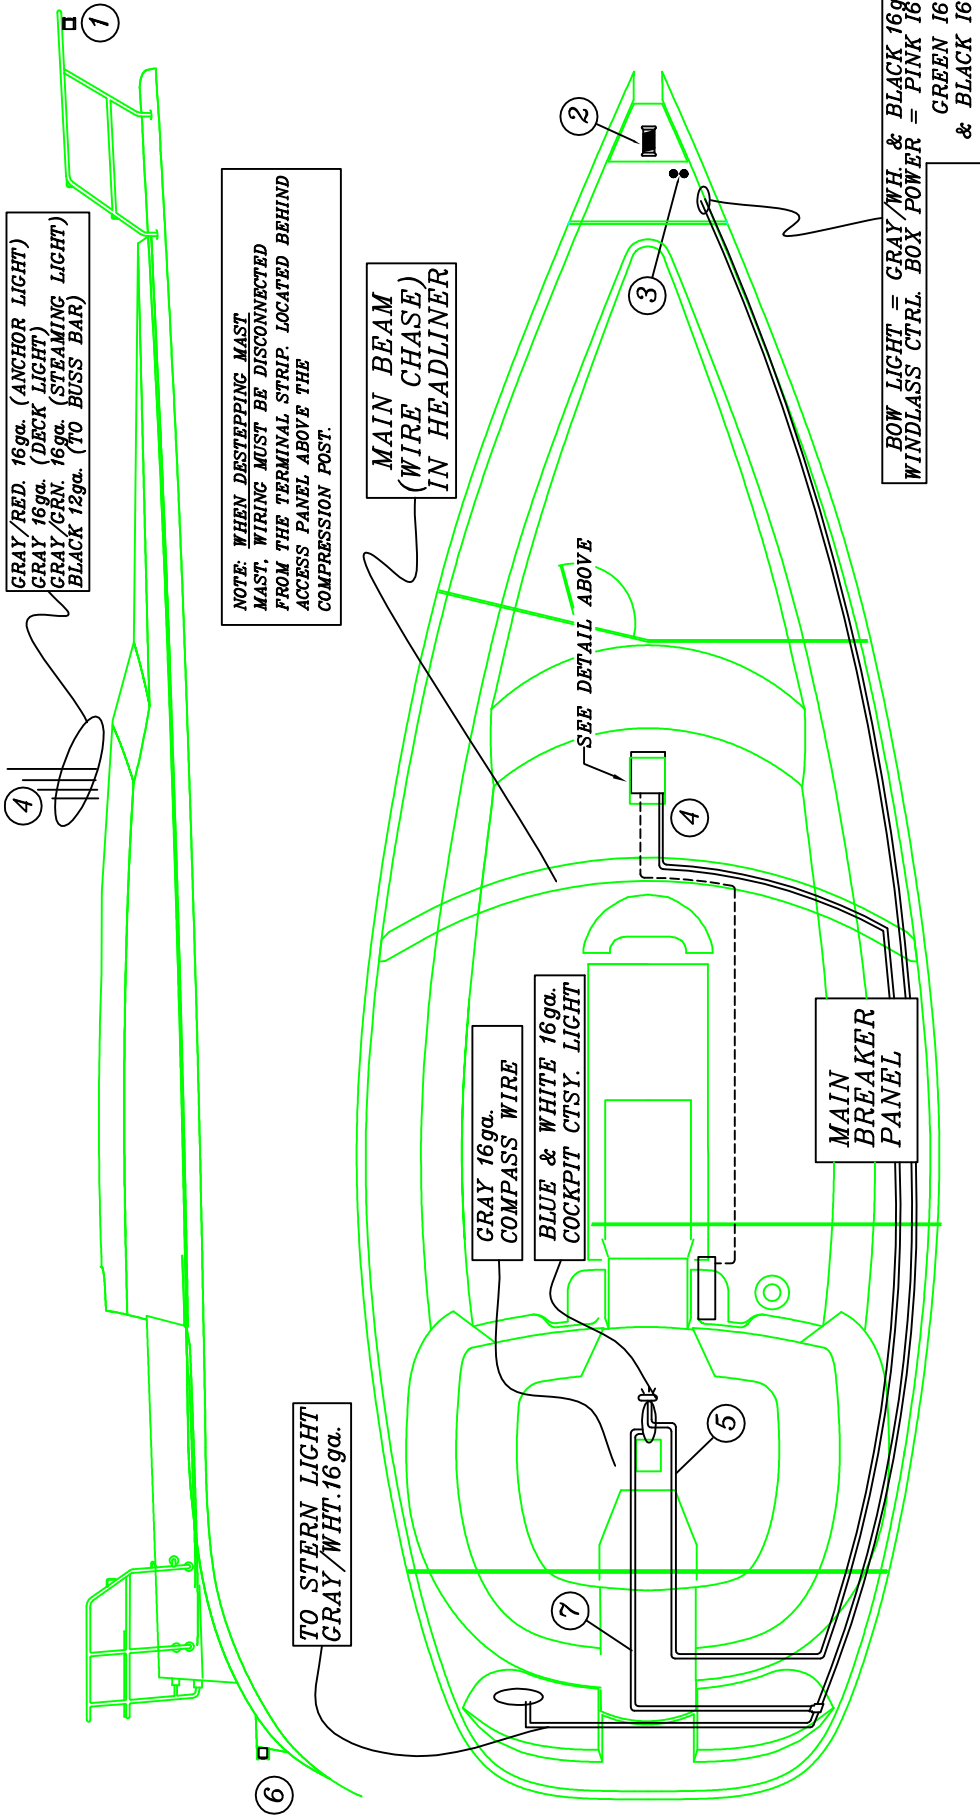 GRAY/RED. 16ga. (ANCHOR LIGHT)
GRAY 16ga. (DECK LIGHT)
GRAY/GRN. 16ga. (STEAMING LIGHT)
BLACK 12ga. (TO BUSS BAR)
1
4
NOTE: WHEN DESTEPPING MAST
MAST, WIRING MUST BE DISCONNECTED
FROM THE TERMINAL STRIP. LOCATED BEHIND
ACCESS PANEL ABOVE THE
COMPRESSION POST.
6
TO STERN LIGHT
GRAY/WHT.16ga.
MAIN BEAM
(WIRE CHASE)
IN HEADLINER
GRAY 16ga.
COMPASS WIRE
BLUE & WHITE 16ga.
COCKPIT CTSY. LIGHT
SEE DETAIL ABOVE
2
3
4
5
7
MAIN
BREAKER
PANEL
BOW LIGHT = GRAY/WH. & BLACK 16g
WINDLASS CTRL. BOX POWER = PINK 16
GREEN 16
& BLACK 16